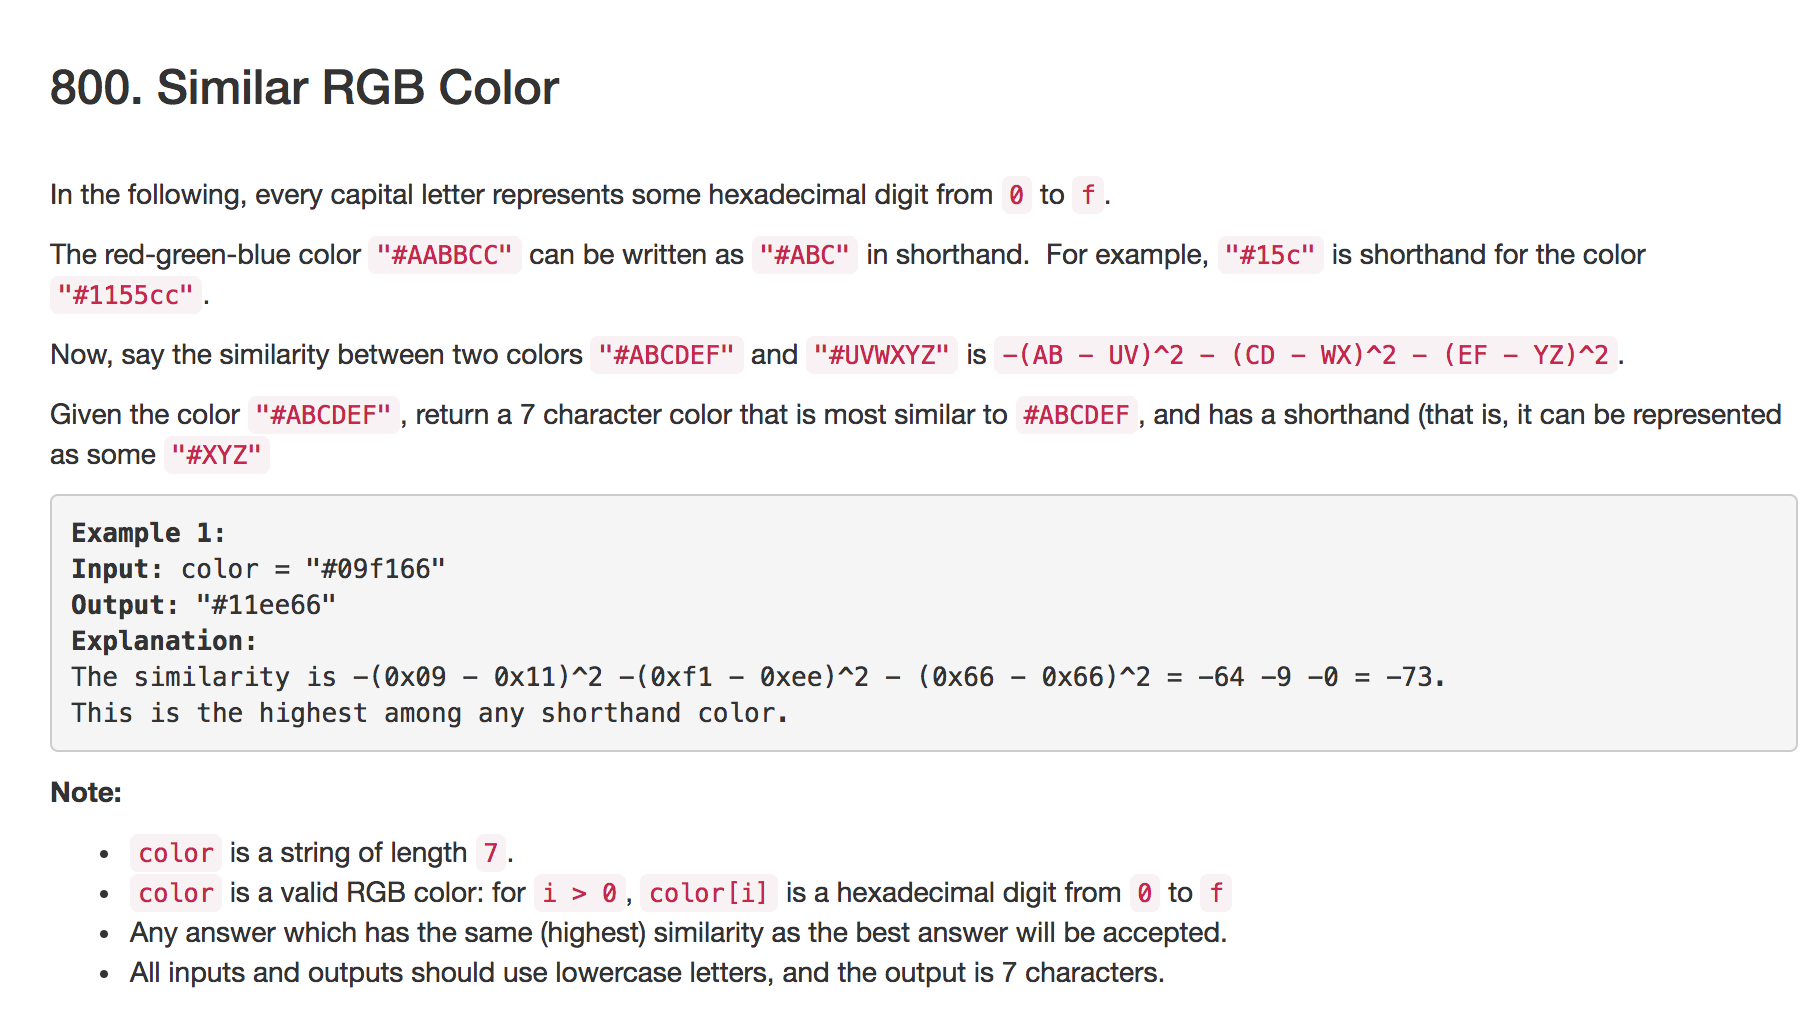 800. Similar RGB Color
In the following, every capital letter represents some hexadecimal digit from 0 to f.
The red-green-blue color "#AABBCC" can be written as "#ABC" in shorthand.  For example, "#15c" is shorthand for the color
"#1155cc".
Now, say the similarity between two colors "#ABCDEF" and "#UVWXYZ" is -(AB - UV)^2 - (CD - WX)^2 - (EF - YZ)^2.
Given the color "#ABCDEF", return a 7 character color that is most similar to #ABCDEF, and has a shorthand (that is, it can be represented
as some "#XYZ"
Example 1:
Input: color = "#09f166"
Output: "#11ee66"
Explanation:
The similarity is -(0x09 - 0x11)^2 -(0xf1 - 0xee)^2 - (0x66 - 0x66)^2 = -64 -9 -0 = -73.
This is the highest among any shorthand color.
Note:
• color is a string of length 7.
• color is a valid RGB color: for i > 0, color[i] is a hexadecimal digit from 0 to f
• Any answer which has the same (highest) similarity as the best answer will be accepted.
• All inputs and outputs should use lowercase letters, and the output is 7 characters.